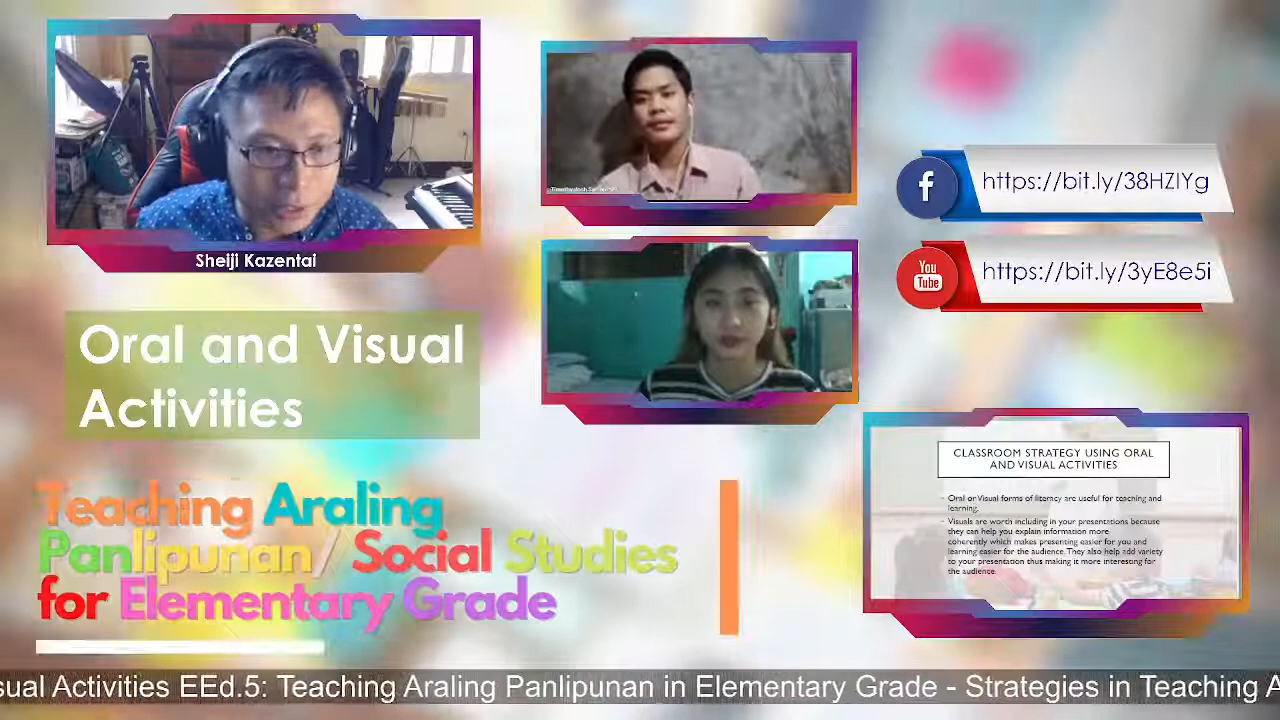 Sheiji Kazentai
Oral and Visual
Activities
Teaching Araling
Panlipunan/ Social Studies
for Elementary Grade
f
https://bit.ly/38HZIYg
You
Tube
https://bit.ly/3yE8e5i
CLASSROOM STRATEGY USING ORAL
AND VISUAL ACTIVITIES
Oral or Visual forms of literacy are useful for teaching and
learning.
Visuals are worth including in your presentations because
they can help you explain information more
coherently which makes presenting easier for you and
learning easier for the audience. They also help add variety
to your presentation thus making it more interesting for
the audience.
sual Activities EEd.5: Teaching Araling Panlipunan in Elementary Grade - Strategies in Teaching A